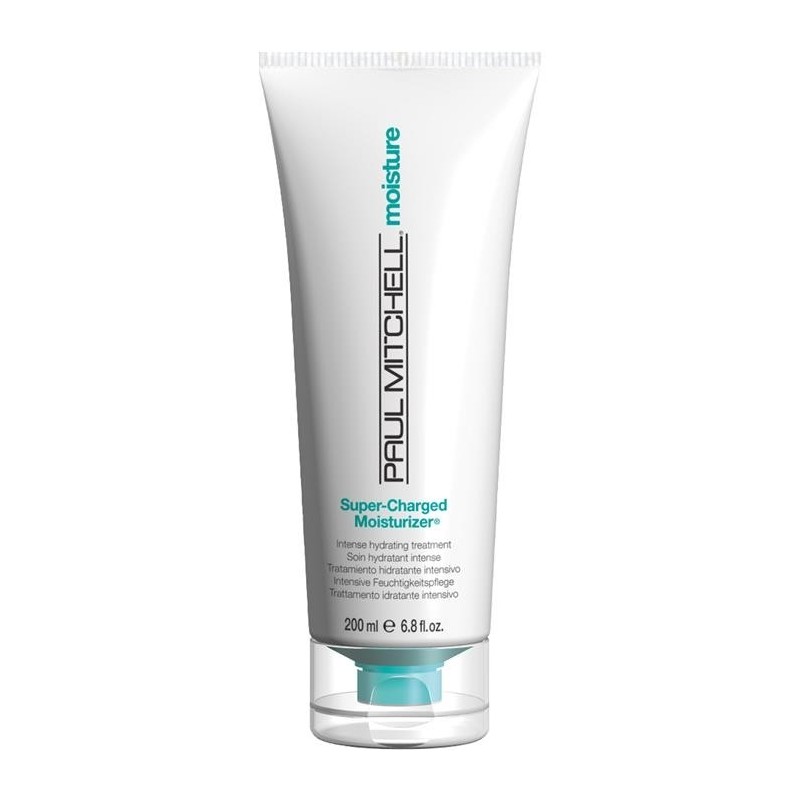 PAUL MITCHELL® moisture
Super-Charged
Moisturizer®
Intense hydrating treatment
Soin hydratant intense
Tratamiento hidratante intensivo
Intensive Feuchtigkeitspflege
Trattamento idratante intensivo
200 ml ℮ 6.8 fl.oz.